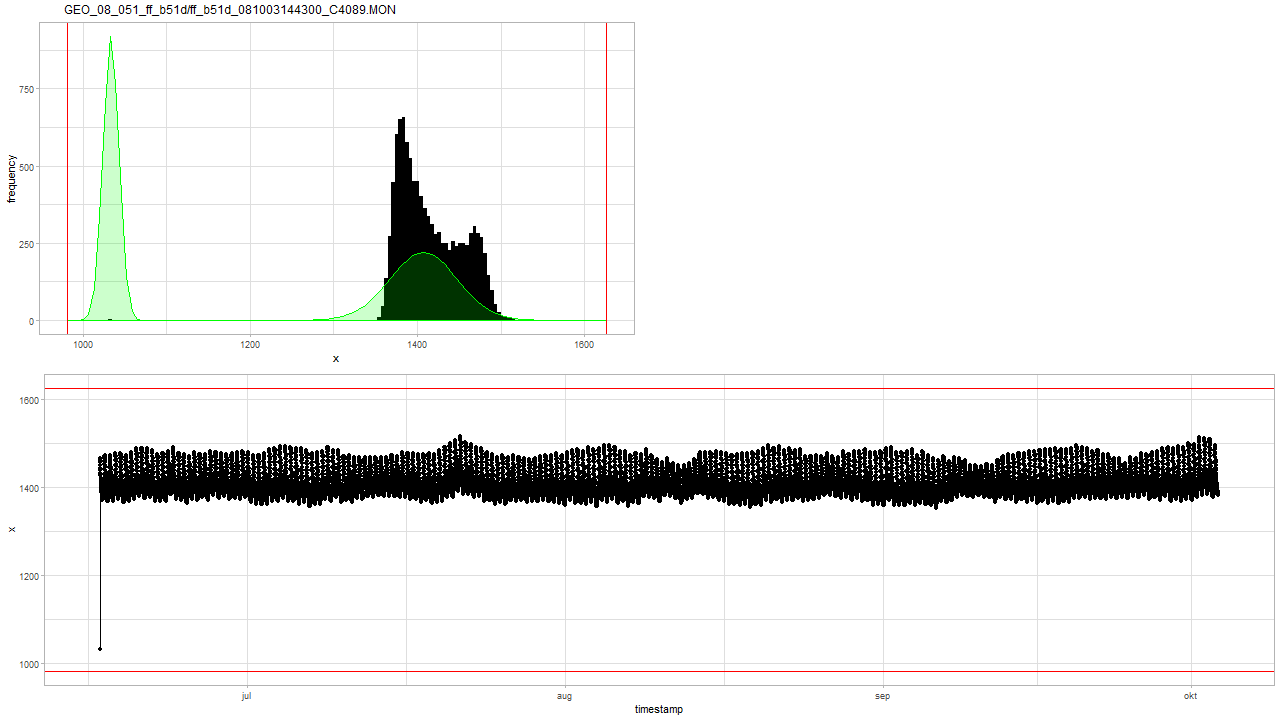 GEO_08_051_ff_b51d/ff_b51d_081003144300_C4089.MON
frequency
750
500
250
0
1000
1200
1400
1600
x
x
1600
1400
1200
1000
jul
aug
sep
okt
timestamp